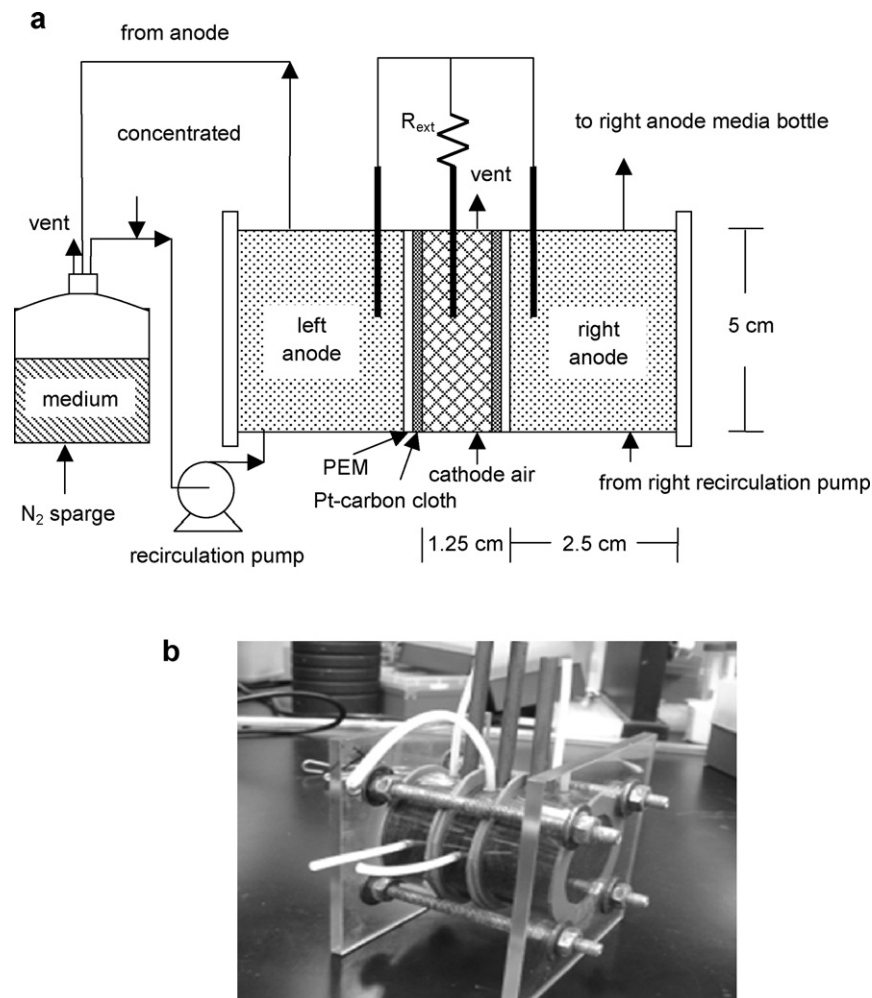 a
from anode
concentrated
vent
medium
N₂ sparge
recirculation pump
left
anode
R_ext
vent
to right anode media bottle
right
anode
5 cm
PEM
Pt-carbon cloth
cathode air
from right recirculation pump
1.25 cm
2.5 cm
b